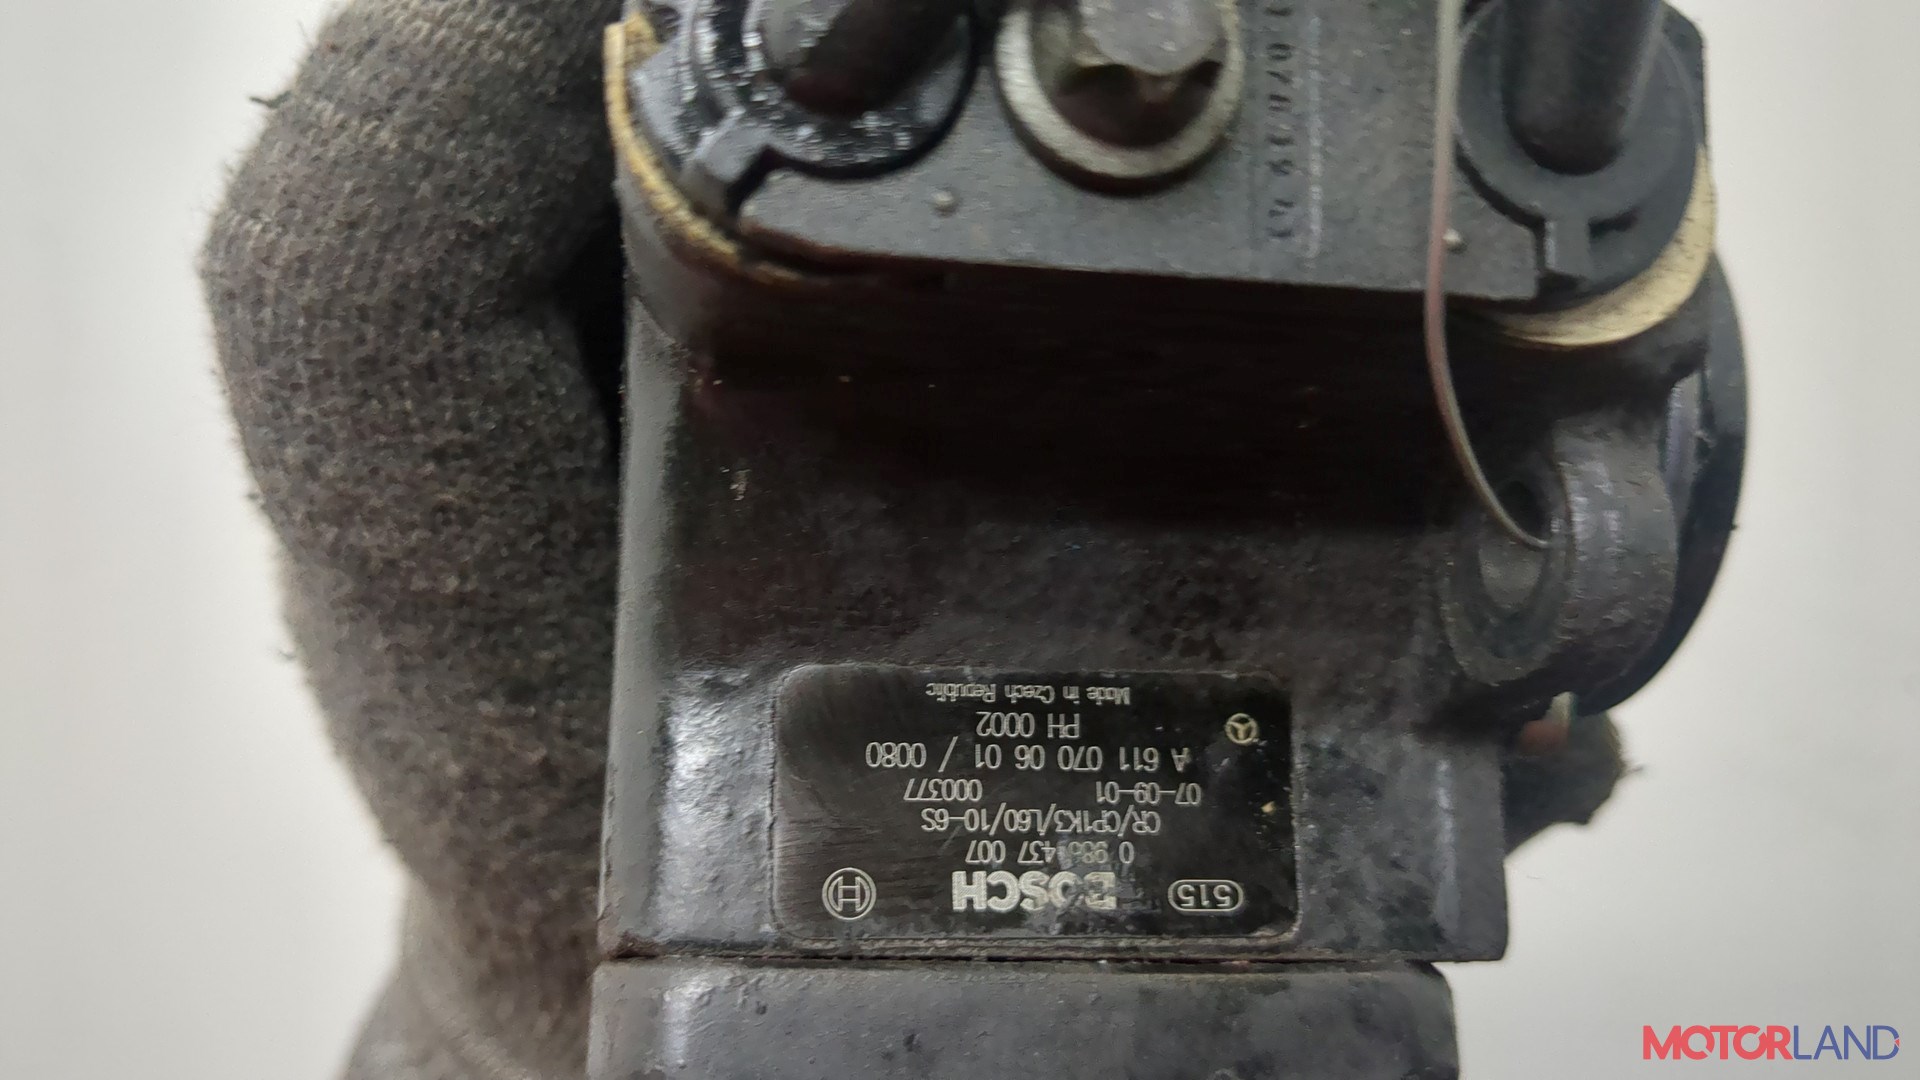 515 BOSCH
0 986 437 007
CR/CP1K3/L60/10-6S
07-09-01 000377
A 611 070 06 01 / 0080
PH 0002
Made in Czech Republic
MOTORLAND